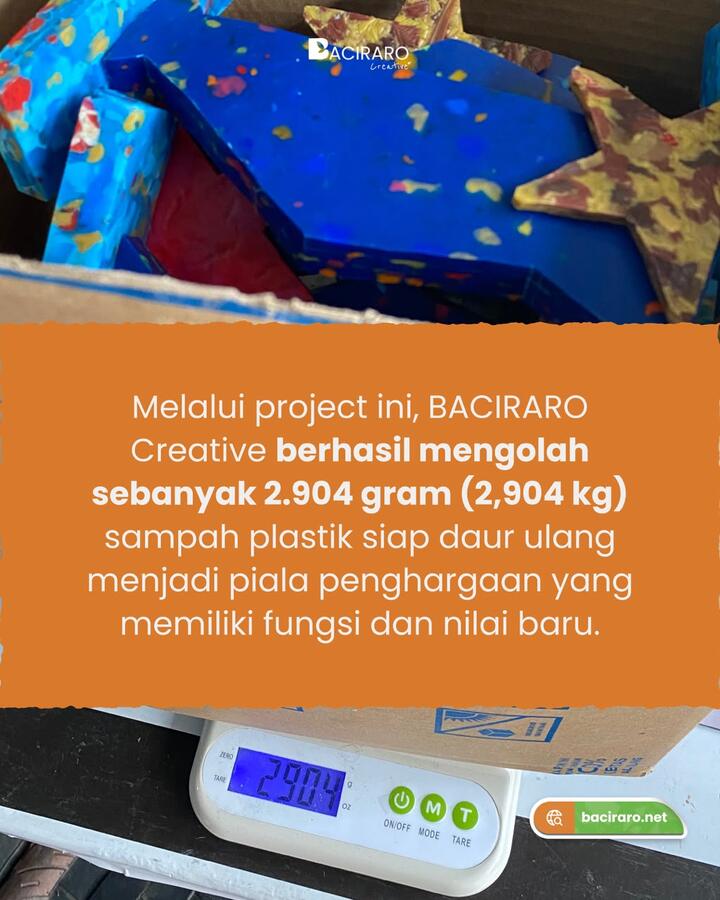 BACIRARO
Creative
Melalui project ini, BACIRARO
Creative berhasil mengolah
sebanyak 2.904 gram (2,904 kg)
sampah plastik siap daur ulang
menjadi piala penghargaan yang
memiliki fungsi dan nilai baru.
ZERO
TARE
2904
g
oz
M
T
ON/OFF MODE TARE
baciraro.net